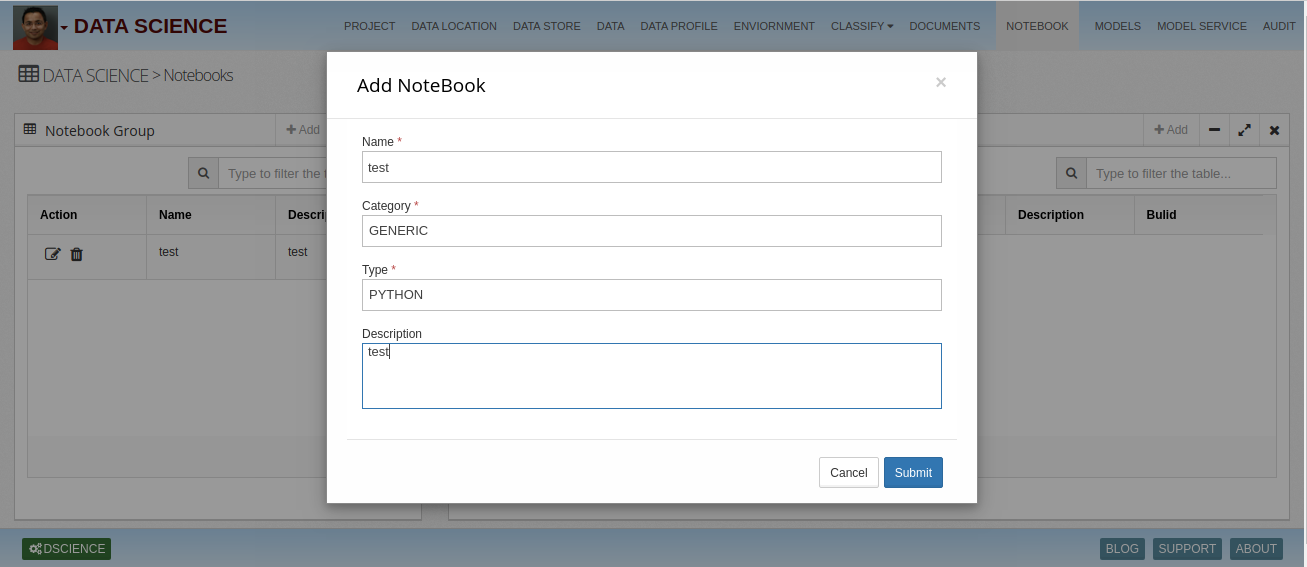 DATA SCIENCE
PROJECT DATA LOCATION DATA STORE DATA DATA PROFILE ENVIORNMENT CLASSIFY DOCUMENTS NOTEBOOK MODELS MODEL SERVICE AUDIT
DATA SCIENCE > Notebooks
Add NoteBook
×
Notebook Group
Add
Add
Name *
test
Type to filter the t
Type to filter the table...
Category *
GENERIC
Action Name Descri
Description Bulid
test test
Type *
PYTHON
Description
test
Cancel Submit
DSCIENCE
BLOG SUPPORT ABOUT